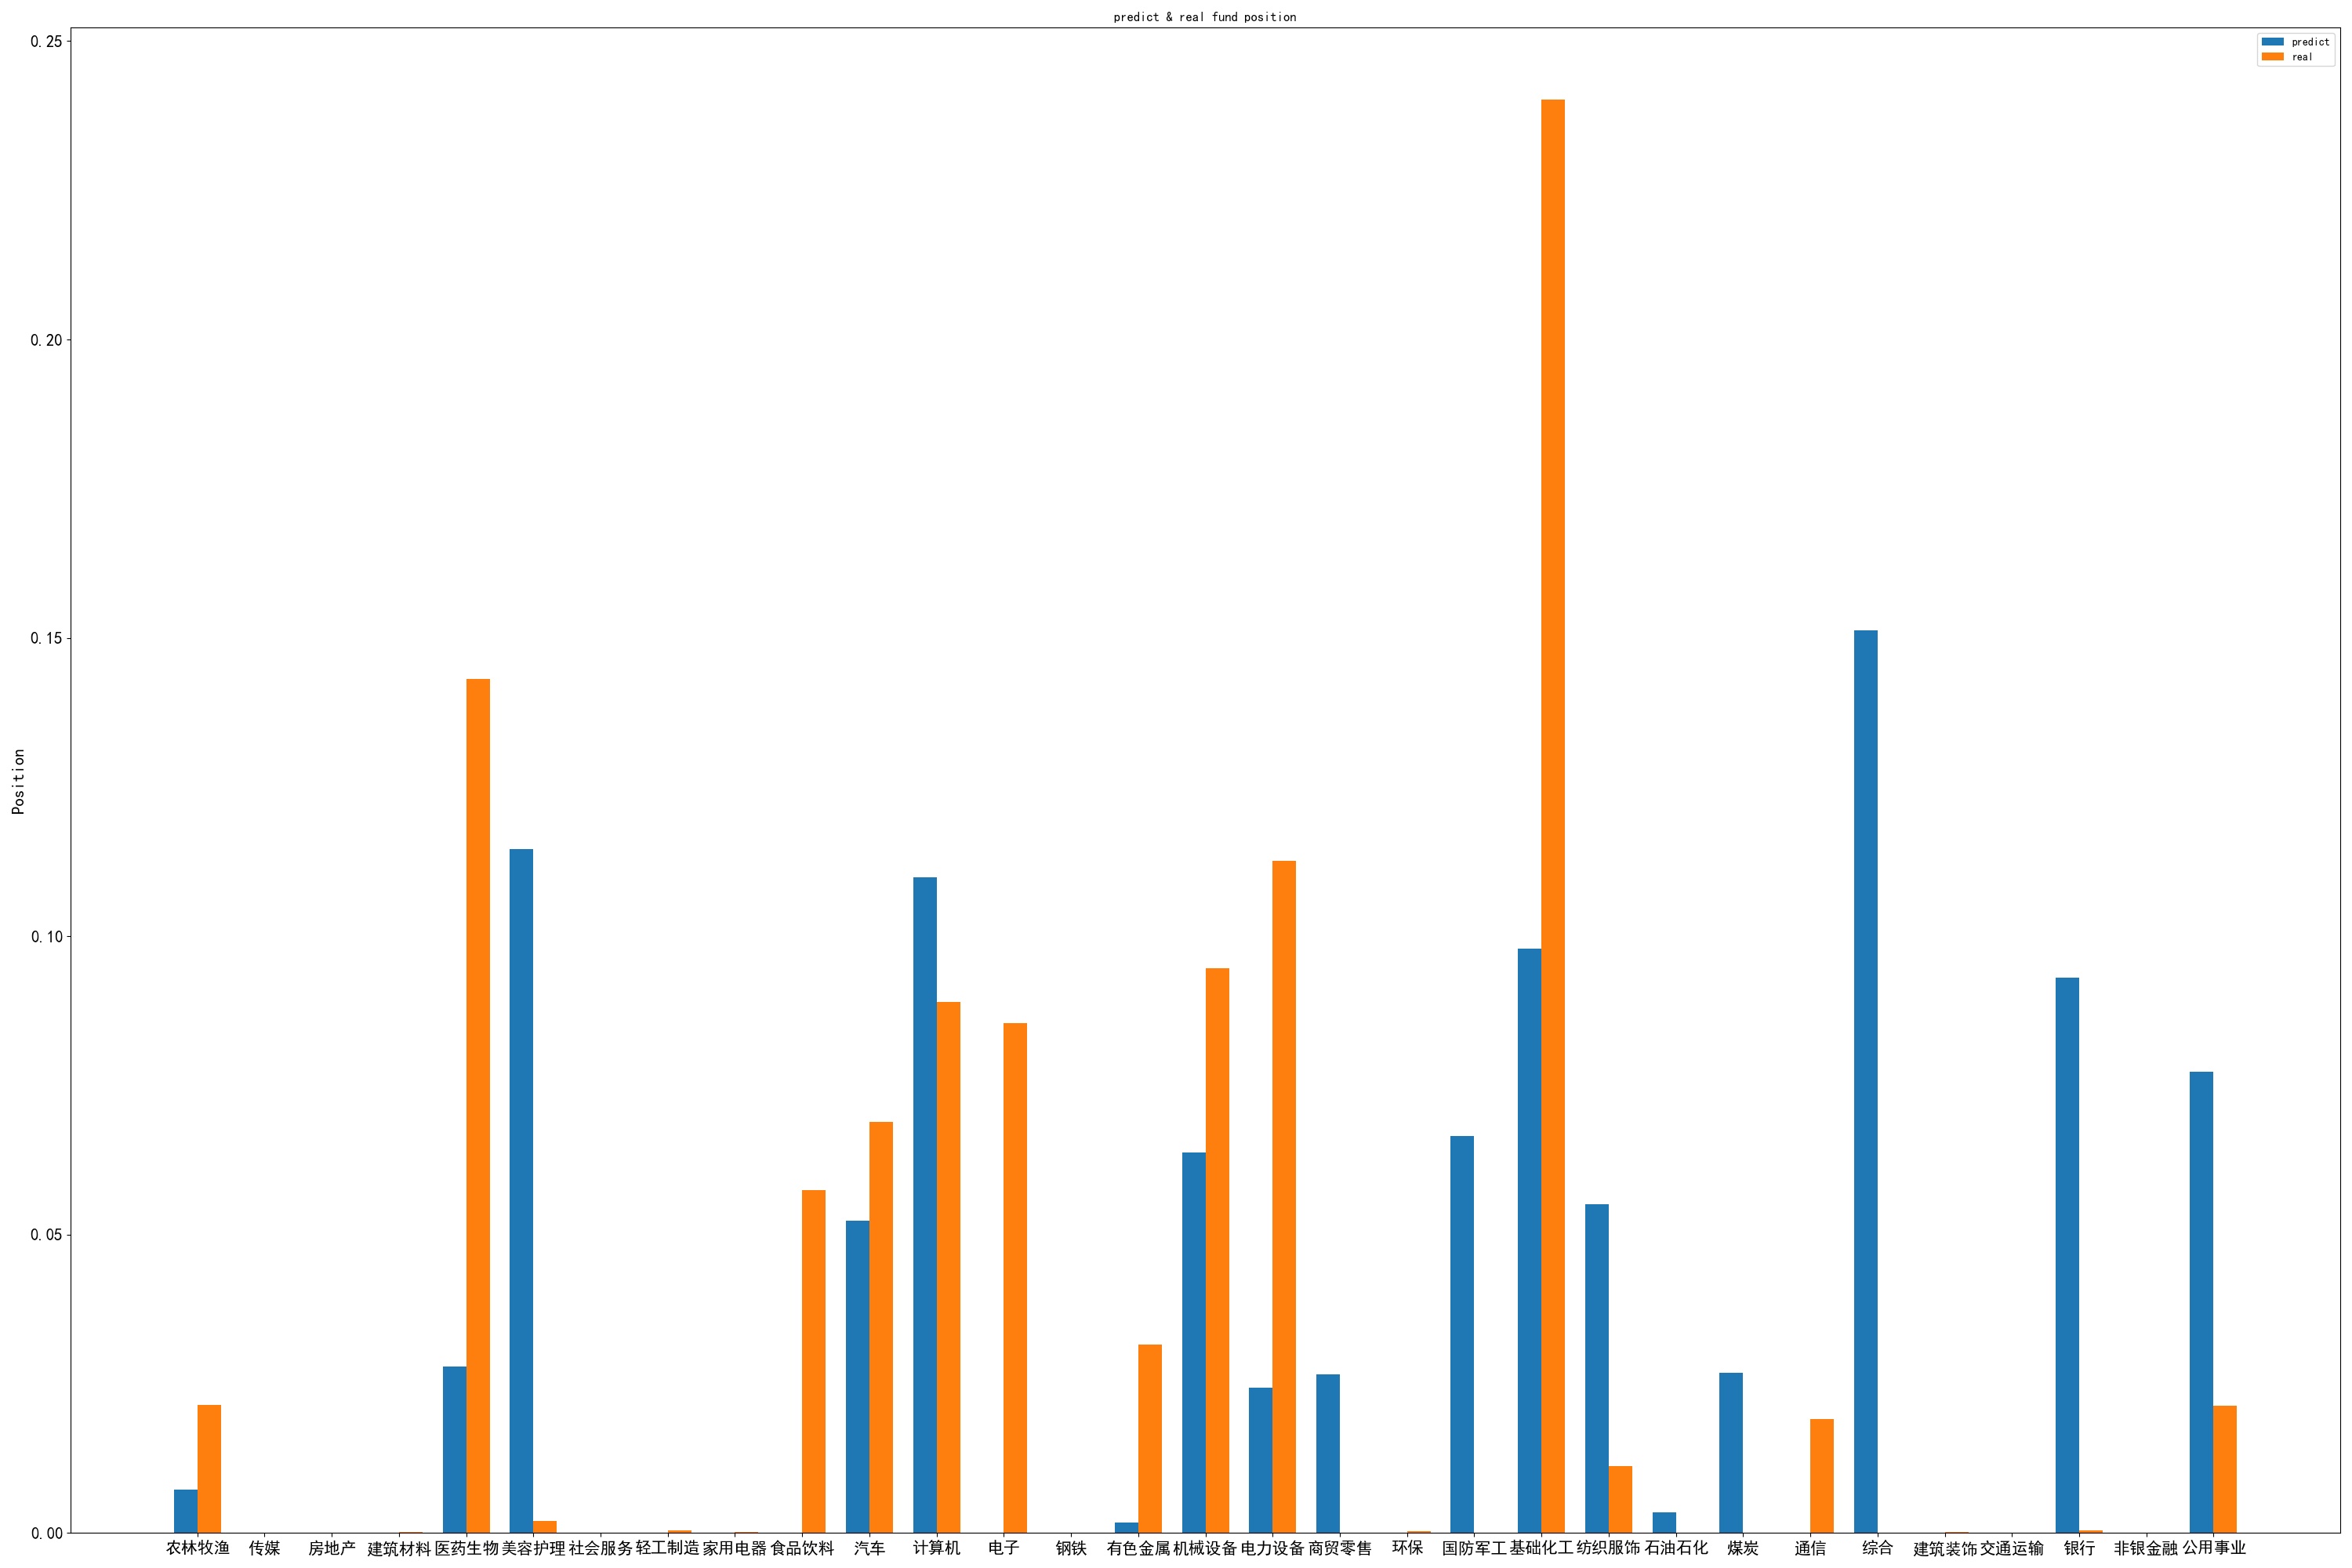 predict & real fund position
predict
real
Position
0.25
0.20
0.15
0.10
0.05
0.00
农林牧渔 传媒 房地产 建筑材料 医药生物 美容护理 社会服务 轻工制造 家用电器 食品饮料 汽车 计算机 电子 钢铁 有色金属 机械设备 电力设备 商贸零售 环保 国防军工 基础化工 纺织服饰 石油石化 煤炭 通信 综合 建筑装饰 交通运输 银行 非银金融 公用事业